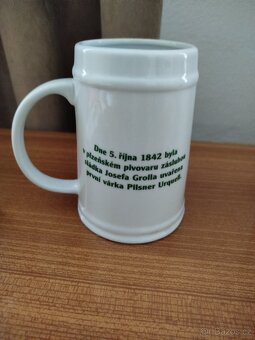 Dne 5. října 1842 byla
v plzeňském pivovaru zásluhou
sládka Josefa Grolla uvařena
první várka Pilsner Urquell.